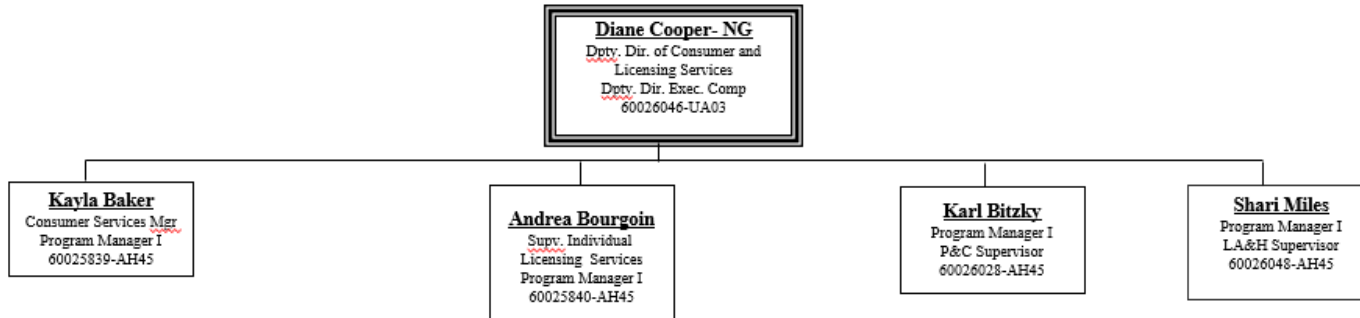 Diane Cooper- NG
Dpty. Dir. of Consumer and
Licensing Services
Dpty. Dir. Exec. Comp
60026046-UA03
Kayla Baker
Consumer Services Mgr
Program Manager I
60025839-AH45
Andrea Bourgoin
Supv. Individual
Licensing Services
Program Manager I
60025840-AH45
Karl Bitzky
Program Manager I
P&C Supervisor
60026028-AH45
Shari Miles
Program Manager I
LA&H Supervisor
60026048-AH45